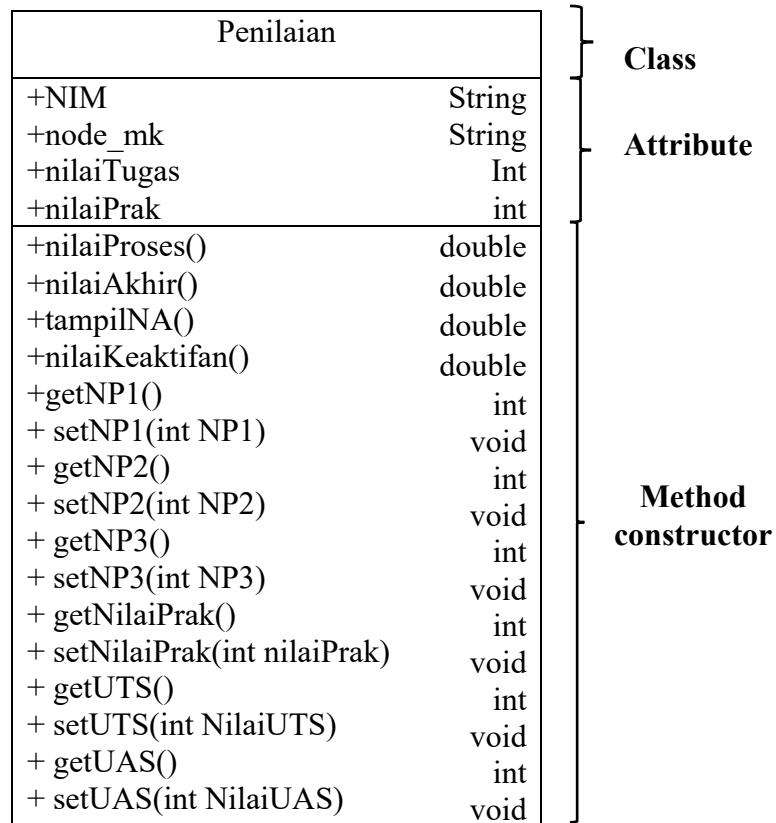 Penilaian
Class
+NIM String
+node_mk String
+nilaiTugas Int
+nilaiPrak int
Attribute
+nilaiProses() double
+nilaiAkhir() double
+tampilNA() double
+nilaiKeaktifan() double
+getNP1() int
+ setNP1(int NP1) void
+ getNP2() int
+ setNP2(int NP2) void
+ getNP3() int
+ setNP3(int NP3) void
+ getNilaiPrak() int
+ setNilaiPrak(int nilaiPrak) void
+ getUTS() int
+ setUTS(int NilaiUTS) void
+ getUAS() int
+ setUAS(int NilaiUAS) void
Method
constructor